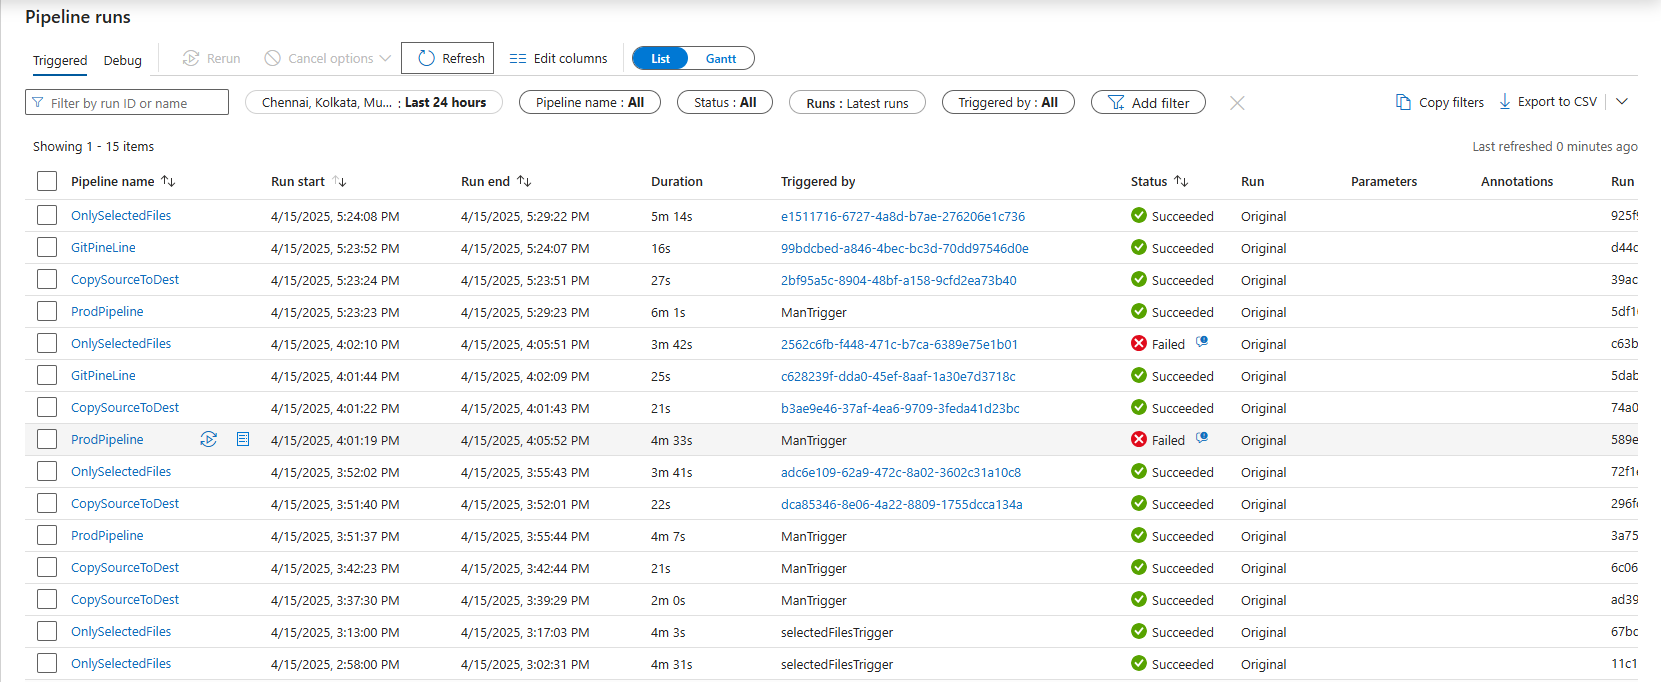 Pipeline runs
Triggered Debug Rerun Cancel options Refresh Edit columns List Gantt
Filter by run ID or name Chennai, Kolkata, Mu... : Last 24 hours Pipeline name : All Status : All Runs : Latest runs Triggered by : All Add filter Copy filters Export to CSV
Showing 1 - 15 items Last refreshed 0 minutes ago
Pipeline name Run start Run end Duration Triggered by Status Run Parameters Annotations Run
OnlySelectedFiles 4/15/2025, 5:24:08 PM 4/15/2025, 5:29:22 PM 5m 14s e1511716-6727-4a8d-b7ae-276206e1c736 Succeeded Original 925f9
GitPineLine 4/15/2025, 5:23:52 PM 4/15/2025, 5:24:07 PM 16s 99bdcbed-a846-4bec-bc3d-70dd97546d0e Succeeded Original d44c
CopySourceToDest 4/15/2025, 5:23:24 PM 4/15/2025, 5:23:51 PM 27s 2bf95a5c-8904-48bf-a158-9cfd2ea73b40 Succeeded Original 39ac
ProdPipeline 4/15/2025, 5:23:23 PM 4/15/2025, 5:29:23 PM 6m 1s ManTrigger Succeeded Original 5df1
OnlySelectedFiles 4/15/2025, 4:02:10 PM 4/15/2025, 4:05:51 PM 3m 42s 2562c6fb-f448-471c-b7ca-6389e75e1b01 Failed Original c63b
GitPineLine 4/15/2025, 4:01:44 PM 4/15/2025, 4:02:09 PM 25s c628239f-dda0-45ef-8aaf-1a30e7d3718c Succeeded Original 5dab
CopySourceToDest 4/15/2025, 4:01:22 PM 4/15/2025, 4:01:43 PM 21s b3ae9e46-37af-4ea6-9709-3feda41d23bc Succeeded Original 74a0
ProdPipeline 4/15/2025, 4:01:19 PM 4/15/2025, 4:05:52 PM 4m 33s ManTrigger Failed Original 589e
OnlySelectedFiles 4/15/2025, 3:52:02 PM 4/15/2025, 3:55:43 PM 3m 41s adc6e109-62a9-472c-8a02-3602c31a10c8 Succeeded Original 72f1
CopySourceToDest 4/15/2025, 3:51:40 PM 4/15/2025, 3:52:01 PM 22s dca85346-8e06-4a22-8809-1755dcca134a Succeeded Original 296f
ProdPipeline 4/15/2025, 3:51:37 PM 4/15/2025, 3:55:44 PM 4m 7s ManTrigger Succeeded Original 3a75
CopySourceToDest 4/15/2025, 3:42:23 PM 4/15/2025, 3:42:44 PM 21s ManTrigger Succeeded Original 6c06
CopySourceToDest 4/15/2025, 3:37:30 PM 4/15/2025, 3:39:29 PM 2m 0s ManTrigger Succeeded Original ad39
OnlySelectedFiles 4/15/2025, 3:13:00 PM 4/15/2025, 3:17:03 PM 4m 3s selectedFilesTrigger Succeeded Original 67bc
OnlySelectedFiles 4/15/2025, 2:58:00 PM 4/15/2025, 3:02:31 PM 4m 31s selectedFilesTrigger Succeeded Original 11c1